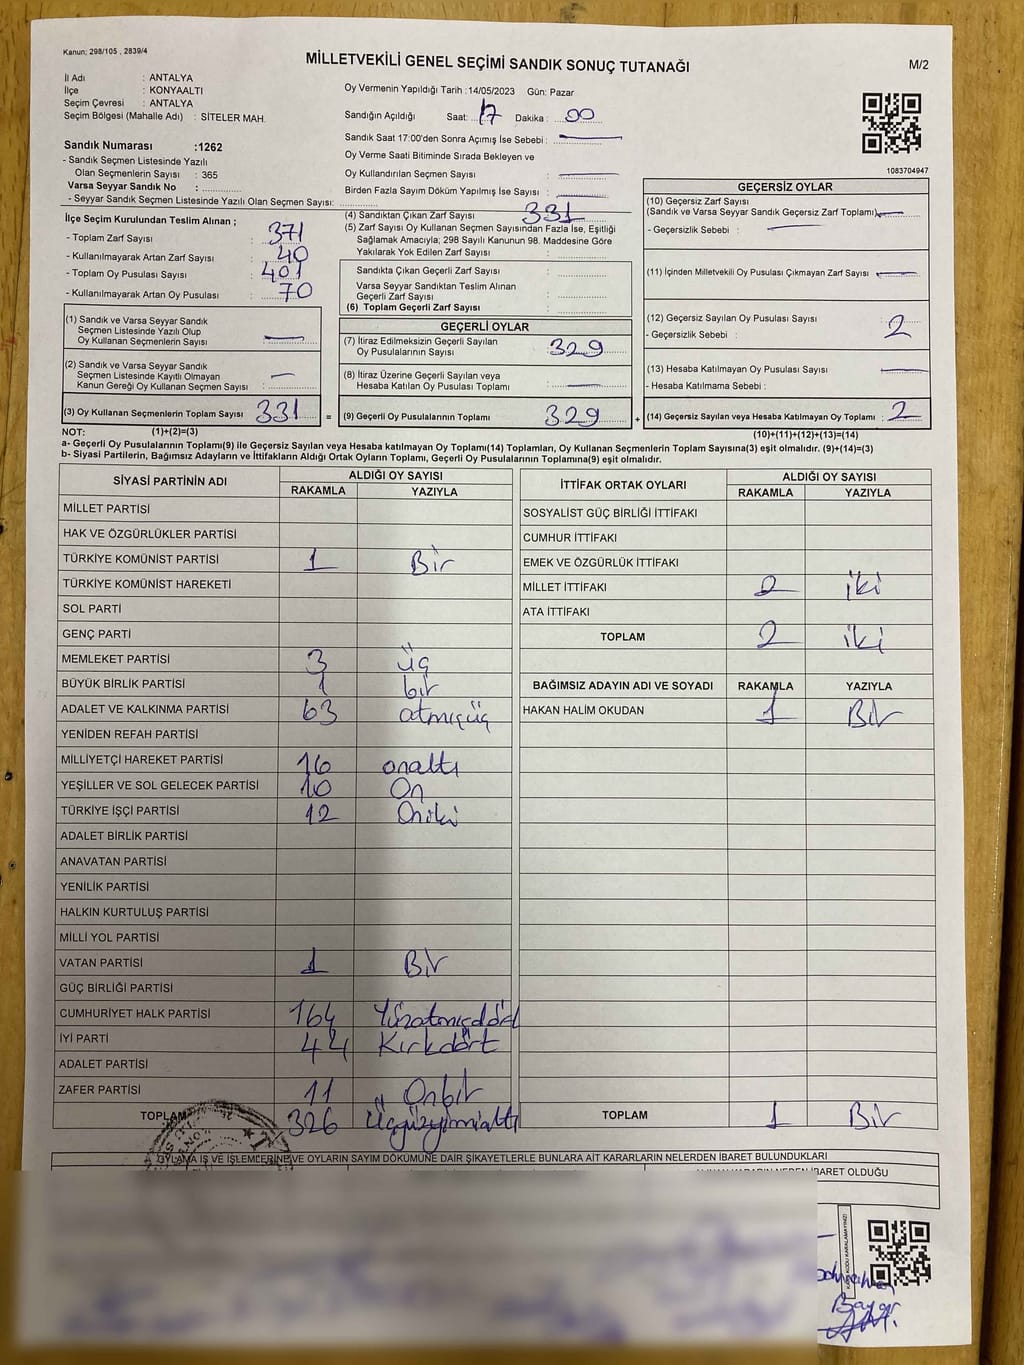 Kanun; 298/105 , 2839/4
MİLLETVEKİLİ GENEL SEÇİMİ SANDIK SONUÇ TUTANAĞI
M/2
İl Adı : ANTALYA
İlçe : KONYAALTI
Seçim Çevresi : ANTALYA
Seçim Bölgesi (Mahalle Adı) : SİTELER MAH.
Sandık Numarası :1262
- Sandık Seçmen Listesinde Yazılı
Olan Seçmenlerin Sayısı : 365
Varsa Seyyar Sandık No :
- Seyyar Sandık Seçmen Listesinde Yazılı Olan Seçmen Sayısı:
Oy Vermenin Yapıldığı Tarih :14/05/2023 Gün: Pazar
Sandığın Açıldığı Saat: 17 Dakika : 00
Sandık Saat 17:00'den Sonra Açımış İse Sebebi :
Oy Verme Saati Bitiminde Sırada Bekleyen ve
Oy Kullandırılan Seçmen Sayısı :
Birden Fazla Sayım Döküm Yapılmış İse Sayısı :
1083704947
İlçe Seçim Kurulundan Teslim Alınan ;
- Toplam Zarf Sayısı : 371
- Kullanılmayarak Artan Zarf Sayısı : 40
- Toplam Oy Pusulası Sayısı : 401
- Kullanılmayarak Artan Oy Pusulası : 70
(4) Sandıktan Çıkan Zarf Sayısı : 331
(5) Zarf Sayısı Oy Kullanan Seçmen Sayısından Fazla İse, Eşitliği
Sağlamak Amacıyla; 298 Sayılı Kanunun 98. Maddesine Göre
Yakılarak Yok Edilen Zarf Sayısı :
Sandıkta Çıkan Geçerli Zarf Sayısı :
Varsa Seyyar Sandıktan Teslim Alınan
Geçerli Zarf Sayısı :
(6) Toplam Geçerli Zarf Sayısı :
GEÇERSİZ OYLAR
(10) Geçersiz Zarf Sayısı
(Sandık ve Varsa Seyyar Sandık Geçersiz Zarf Toplamı)
- Geçersizlik Sebebi :
(11) İçinden Milletvekili Oy Pusulası Çıkmayan Zarf Sayısı :
(12) Geçersiz Sayılan Oy Pusulası Sayısı : 2
- Geçersizlik Sebebi :
(13) Hesaba Katılmayan Oy Pusulası Sayısı :
- Hesaba Katılmama Sebebi :
(1) Sandık ve Varsa Seyyar Sandık
Seçmen Listesinde Yazılı Olup
Oy Kullanan Seçmenlerin Sayısı :
(2) Sandık ve Varsa Seyyar Sandık
Seçmen Listesinde Kayıtlı Olmayan
Kanun Gereği Oy Kullanan Seçmen Sayısı :
GEÇERLİ OYLAR
(7) İtiraz Edilmeksizin Geçerli Sayılan
Oy Pusulalarının Sayısı : 329
(8) İtiraz Üzerine Geçerli Sayılan veya
Hesaba Katılan Oy Pusulası Toplamı :
(3) Oy Kullanan Seçmenlerin Toplam Sayısı : 331 = (9) Geçerli Oy Pusulalarının Toplamı : 329 + (14) Geçersiz Sayılan veya Hesaba Katılmayan Oy Toplamı : 2
NOT: (1)+(2)=(3) (10)+(11)+(12)+(13)=(14)
a- Geçerli Oy Pusulalarının Toplamı(9) ile Geçersiz Sayılan veya Hesaba katılmayan Oy Toplamı(14) Toplamları, Oy Kullanan Seçmenlerin Toplam Sayısına(3) eşit olmalıdır. (9)+(14)=(3)
b- Siyasi Partilerin, Bağımsız Adayların ve İttifakların Aldığı Ortak Oyların Toplamı, Geçerli Oy Pusulalarının Toplamına(9) eşit olmalıdır.
SİYASİ PARTİNİN ADI ALDIĞI OY SAYISI
RAKAMLA YAZIYLA
MİLLET PARTİSİ
HAK VE ÖZGÜRLÜKLER PARTİSİ
TÜRKİYE KOMÜNİST PARTİSİ 1 Bir
TÜRKİYE KOMÜNİST HAREKETİ
SOL PARTİ
GENÇ PARTİ
MEMLEKET PARTİSİ 3 üç
BÜYÜK BİRLİK PARTİSİ 1 bir
ADALET VE KALKINMA PARTİSİ 63 atmışüç
YENİDEN REFAH PARTİSİ
MİLLİYETÇİ HAREKET PARTİSİ 16 onaltı
YEŞİLLER VE SOL GELECEK PARTİSİ 10 On
TÜRKİYE İŞÇİ PARTİSİ 12 Oniki
ADALET BİRLİK PARTİSİ
ANAVATAN PARTİSİ
YENİLİK PARTİSİ
HALKIN KURTULUŞ PARTİSİ
MİLLİ YOL PARTİSİ
VATAN PARTİSİ 1 Bir
GÜÇ BİRLİĞİ PARTİSİ
CUMHURİYET HALK PARTİSİ 164 Yüzatmışdört
İYİ PARTİ 44 Kırkdört
ADALET PARTİSİ
ZAFER PARTİSİ 11 Onbir
TOPLAM 326 üçyüzyirmialtı
İTTİFAK ORTAK OYLARI ALDIĞI OY SAYISI
RAKAMLA YAZIYLA
SOSYALİST GÜÇ BİRLİĞİ İTTİFAKI
CUMHUR İTTİFAKI
EMEK VE ÖZGÜRLÜK İTTİFAKI
MİLLET İTTİFAKI 2 iki
ATA İTTİFAKI
TOPLAM 2 iki
BAĞIMSIZ ADAYIN ADI VE SOYADI RAKAMLA YAZIYLA
HAKAN HALİM OKUDAN 1 Bir
TOPLAM 1 Bir
OYLAMA İŞ VE İŞLEMLERİNE VE OYLARIN SAYIM DÖKÜMÜNE DAİR ŞİKAYETLERLE BUNLARA AİT KARARLARIN NELERDEN İBARET BULUNDUKLARI
İBARET OLDUĞU